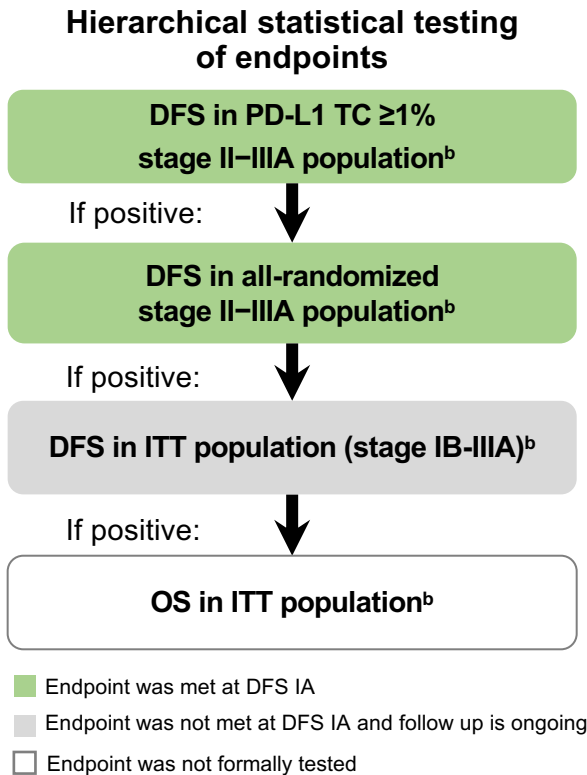 Hierarchical statistical testing
of endpoints
DFS in PD-L1 TC ≥1%
stage II−IIIA populationᵇ
If positive:
DFS in all-randomized
stage II−IIIA populationᵇ
If positive:
DFS in ITT population (stage IB-IIIA)ᵇ
If positive:
OS in ITT populationᵇ
Endpoint was met at DFS IA
Endpoint was not met at DFS IA and follow up is ongoing
Endpoint was not formally tested